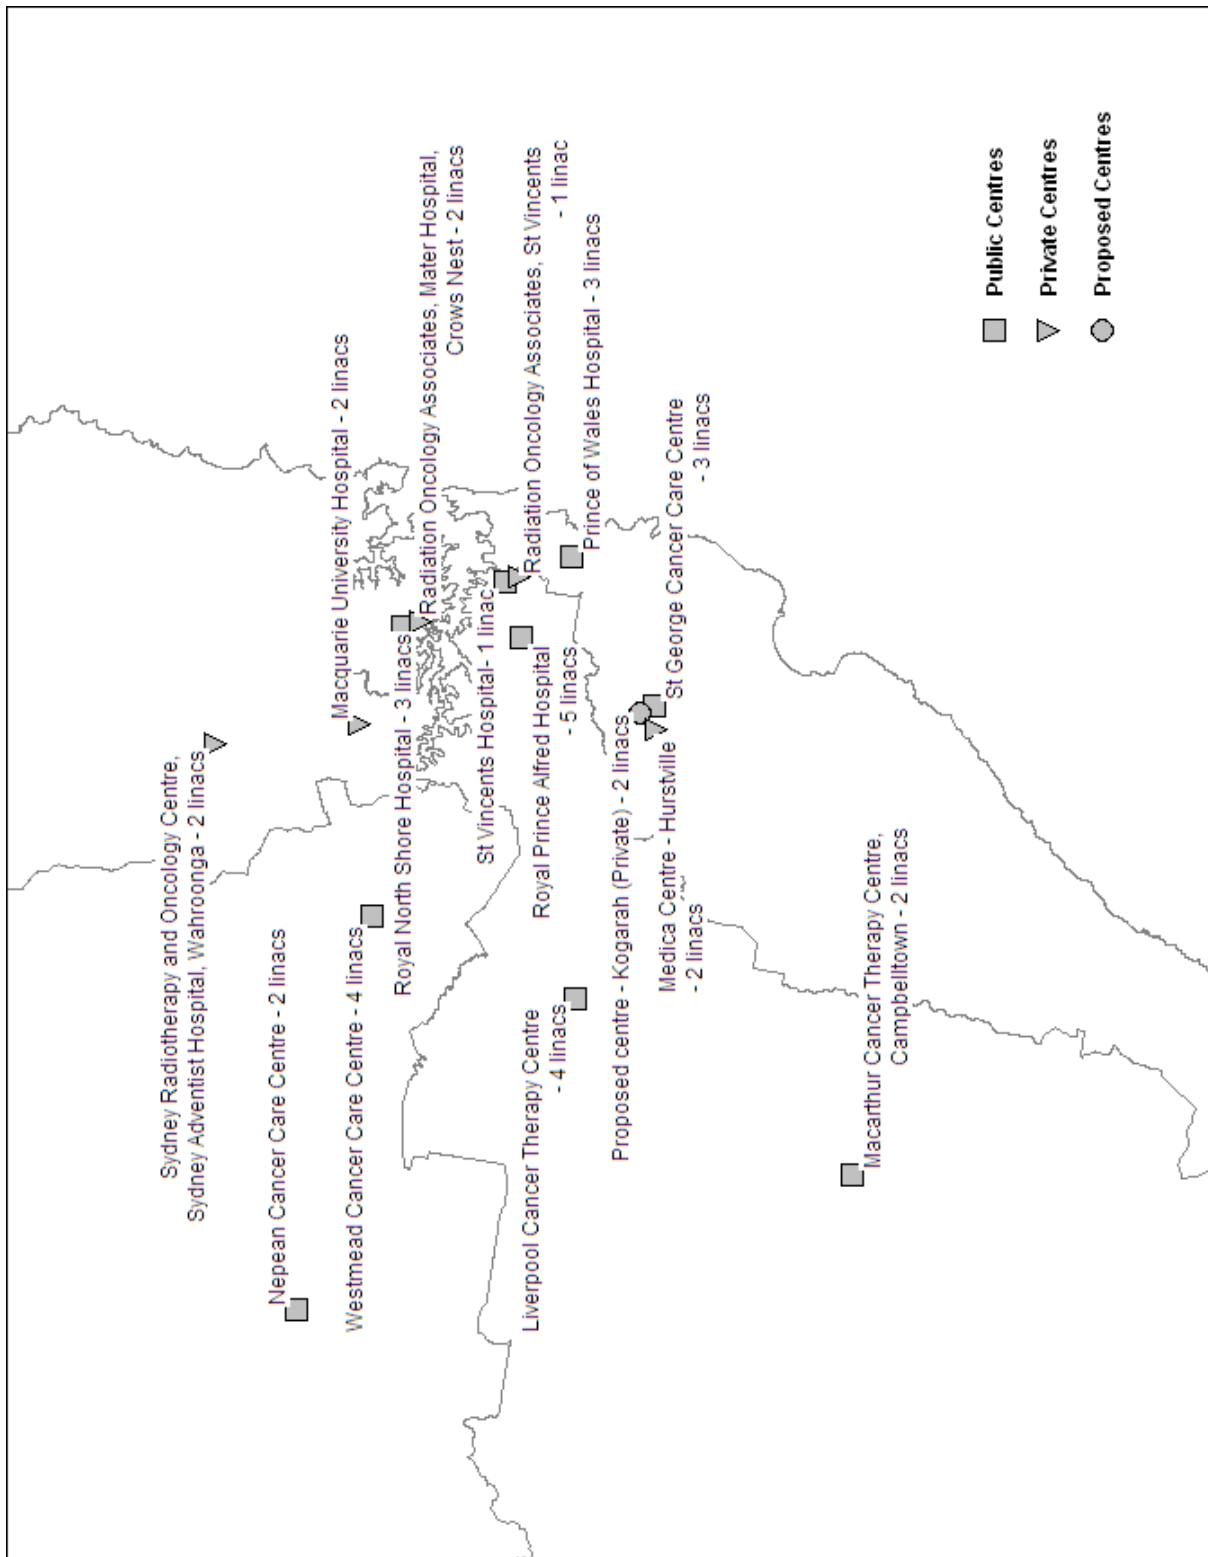 Sydney Radiotherapy and Oncology Centre,
Sydney Adventist Hospital, Wahroonga - 2 linacs
Nepean Cancer Care Centre - 2 linacs
Macquarie University Hospital - 2 linacs
Westmead Cancer Care Centre - 4 linacs
Royal North Shore Hospital - 3 linacs
Radiation Oncology Associates, Mater Hospital,
Crows Nest - 2 linacs
St Vincents Hospital- 1 linac
Radiation Oncology Associates, St Vincents
- 1 linac
Royal Prince Alfred Hospital
- 5 linacs
Liverpool Cancer Therapy Centre
- 4 linacs
Prince of Wales Hospital - 3 linacs
Proposed centre - Kogarah (Private) - 2 linacs
Medica Centre - Hurstville
- 2 linacs
St George Cancer Care Centre
- 3 linacs
Macarthur Cancer Therapy Centre,
Campbelltown - 2 linacs
Public Centres
Private Centres
Proposed Centres